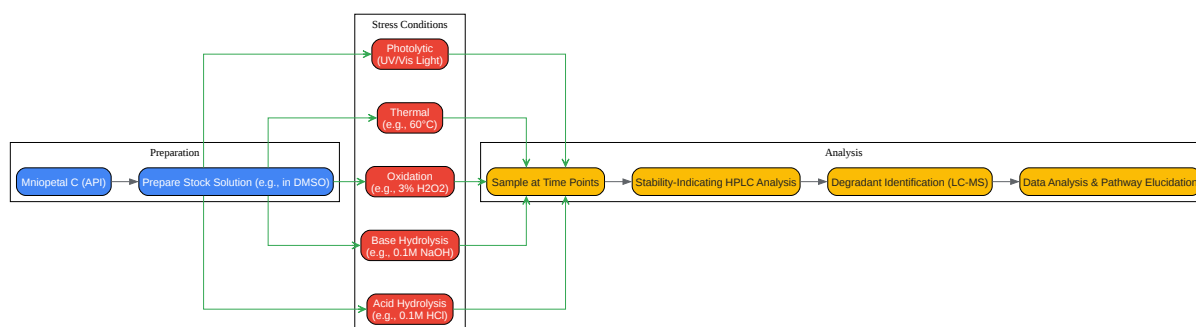 Stress Conditions
Photolytic
(UV/Vis Light)
Thermal
(e.g., 60°C)
Preparation
Analysis
Mniopetal C (API)
Prepare Stock Solution (e.g., in DMSO)
Oxidation
(e.g., 3% H2O2)
Sample at Time Points
Stability-Indicating HPLC Analysis
Degradant Identification (LC-MS)
Data Analysis & Pathway Elucidation
Base Hydrolysis
(e.g., 0.1M NaOH)
Acid Hydrolysis
(e.g., 0.1M HCl)